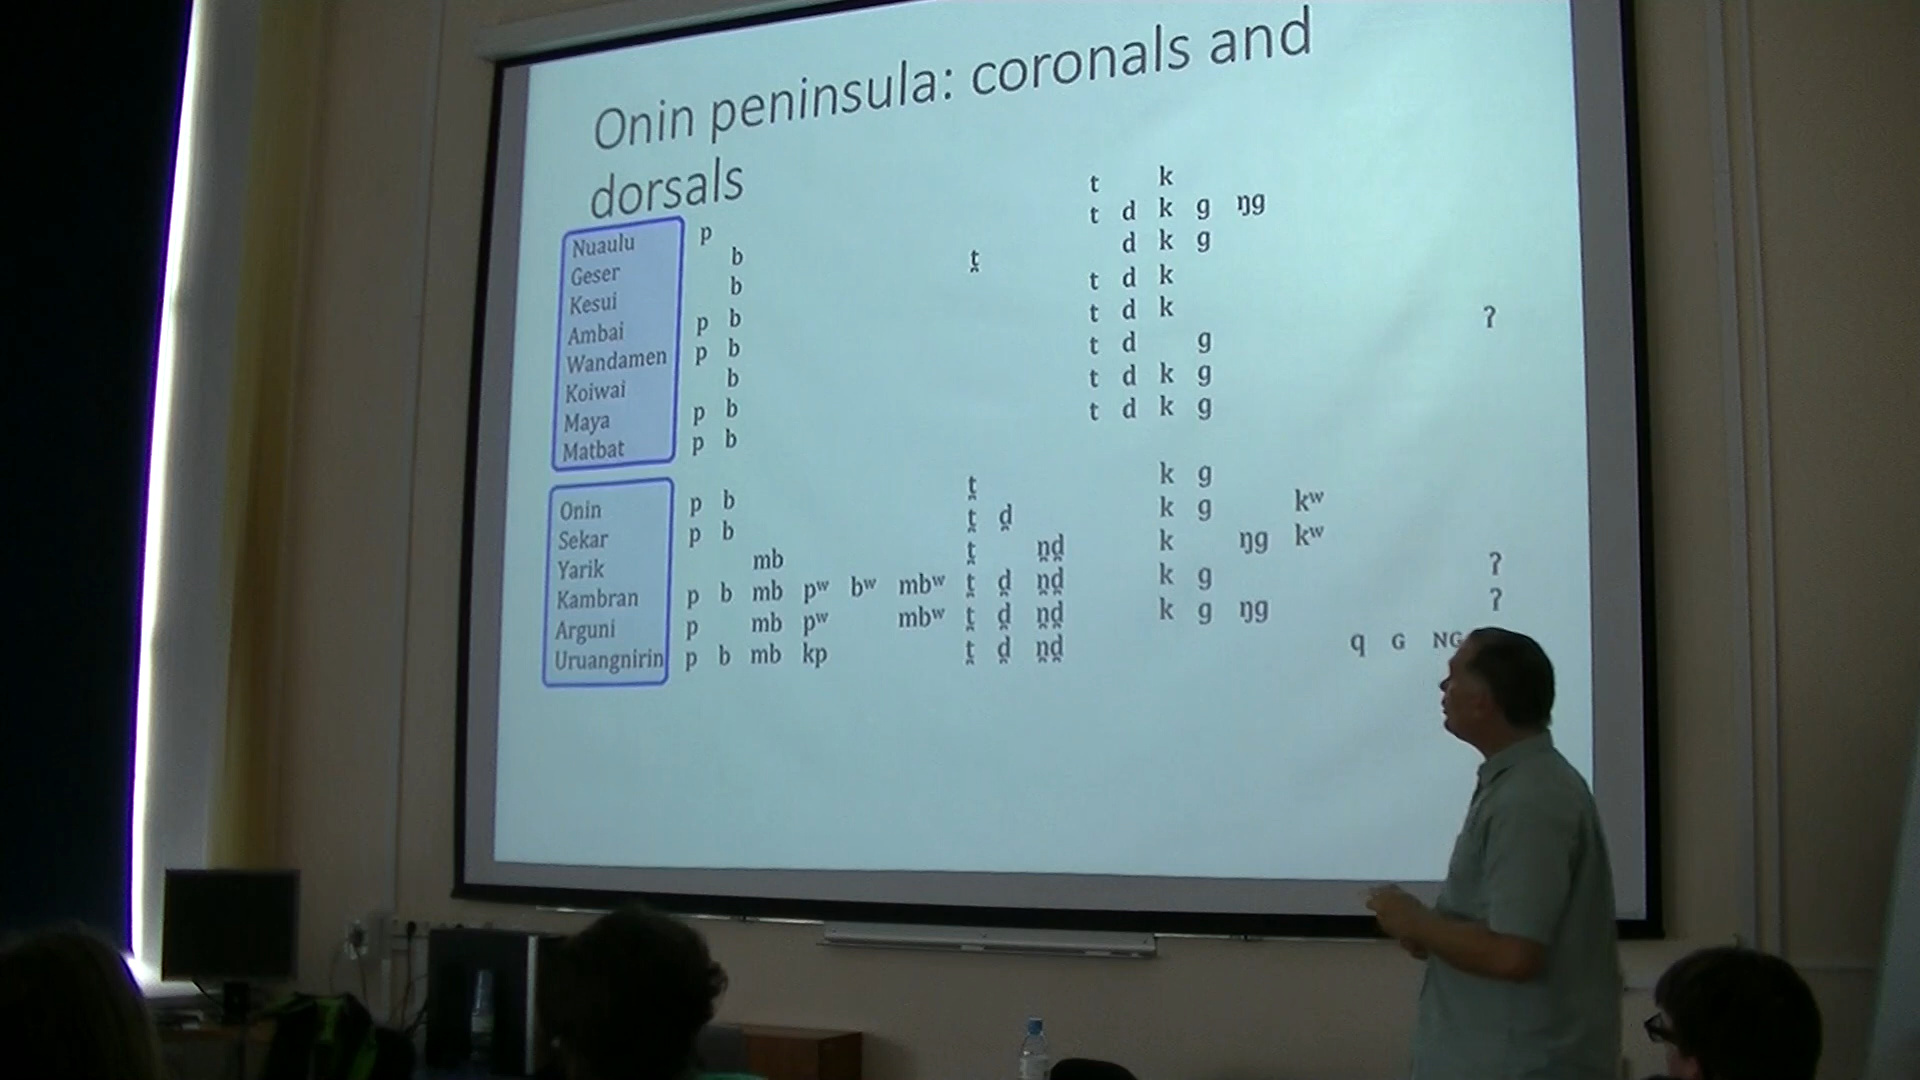 Onin peninsula: coronals and
dorsals
Nuaulu p t k
Geser b t d k g ŋg
Kesui b t̪ d k g
Ambai p b t d k
Wandamen p b t d k
Koiwai b t d g ʔ
Maya p b t d k g
Matbat p b t d k g
Onin p b t̪ k g
Sekar p b t̪ d̪ k g kʷ
Yarik mb t̪ n̪d̪ k ŋg kʷ
Kambran p b mb pʷ bʷ mbʷ t̪ d̪ n̪d̪ k g ʔ
Arguni p mb pʷ mbʷ t̪ d̪ n̪d̪ k g ŋg ʔ
Uruangnirin p b mb kp t̪ d̪ n̪d̪ q G NG